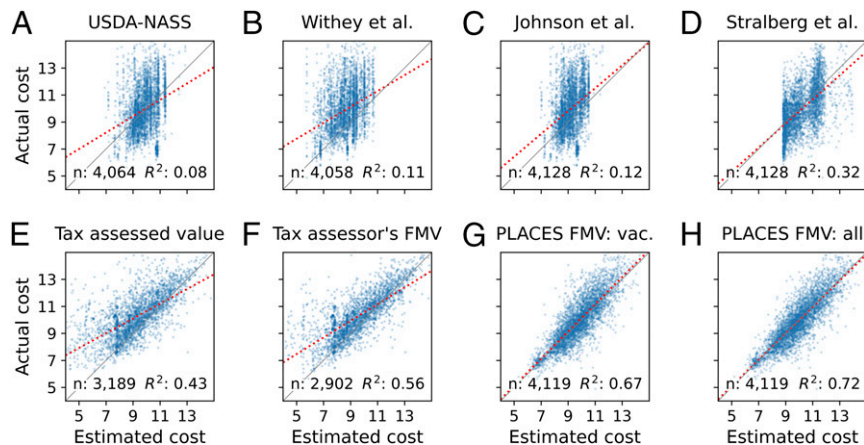 A USDA-NASS B Withey et al. C Johnson et al. D Stralberg et al.
Actual cost
13
11
9
7
5
n: 4,064 R²: 0.08
n: 4,058 R²: 0.11
n: 4,128 R²: 0.12
n: 4,128 R²: 0.32
E Tax assessed value F Tax assessor's FMV G PLACES FMV: vac. H PLACES FMV: all
Actual cost
13
11
9
7
5
n: 3,189 R²: 0.43
n: 2,902 R²: 0.56
n: 4,119 R²: 0.67
n: 4,119 R²: 0.72
5 7 9 11 13 5 7 9 11 13 5 7 9 11 13 5 7 9 11 13
Estimated cost Estimated cost Estimated cost Estimated cost